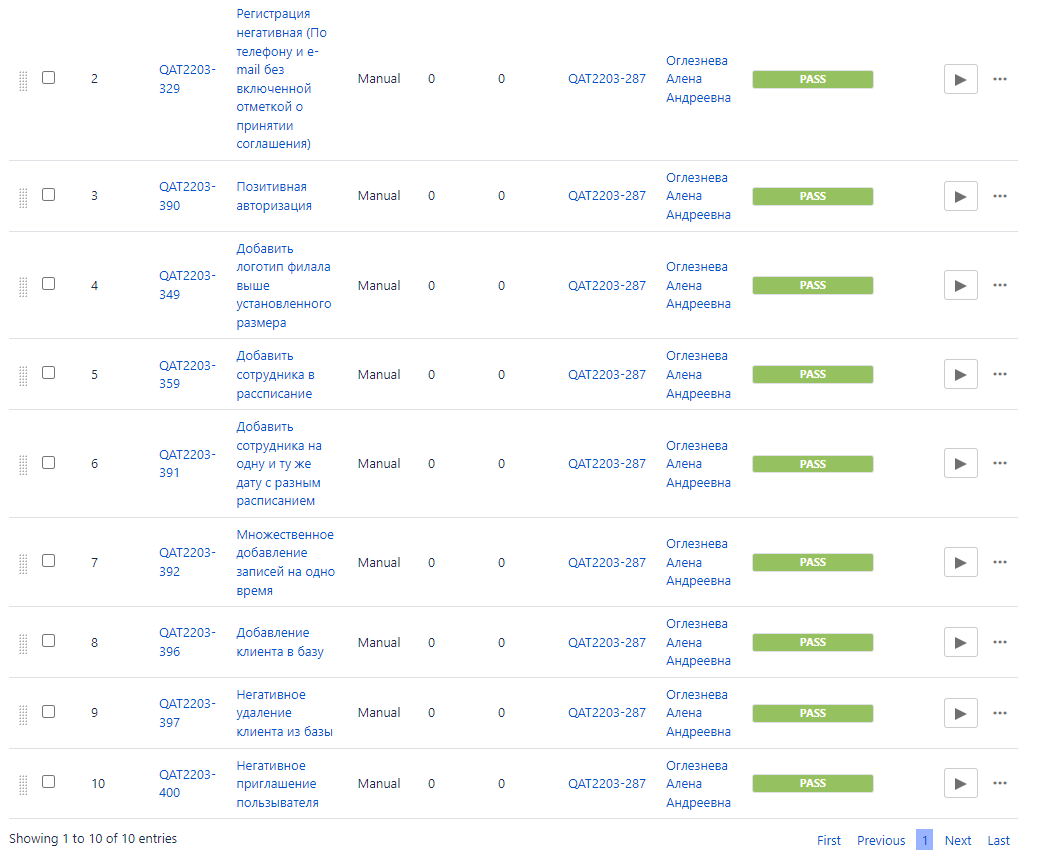 Регистрация
негативная (По
телефону и e-
mail без
включенной
отметкой о
принятии
соглашения)
2
QAT2203-
329
Manual
0
0
QAT2203-287
Оглезнева
Алена
Андреевна
PASS
3
QAT2203-
390
Позитивная
авторизация
Manual
0
0
QAT2203-287
Оглезнева
Алена
Андреевна
PASS
4
QAT2203-
349
Добавить
логотип филала
выше
установленного
размера
Manual
0
0
QAT2203-287
Оглезнева
Алена
Андреевна
PASS
5
QAT2203-
359
Добавить
сотрудника в
расспиcание
Manual
0
0
QAT2203-287
Оглезнева
Алена
Андреевна
PASS
6
QAT2203-
391
Добавить
сотрудника на
одну и ту же
дату с разным
расписанием
Manual
0
0
QAT2203-287
Оглезнева
Алена
Андреевна
PASS
7
QAT2203-
392
Множественное
добавление
записей на одно
время
Manual
0
0
QAT2203-287
Оглезнева
Алена
Андреевна
PASS
8
QAT2203-
396
Добавление
клиента в базу
Manual
0
0
QAT2203-287
Оглезнева
Алена
Андреевна
PASS
9
QAT2203-
397
Негативное
удаление
клиента из базы
Manual
0
0
QAT2203-287
Оглезнева
Алена
Андреевна
PASS
10
QAT2203-
400
Негативное
приглашение
пользывателя
Manual
0
0
QAT2203-287
Оглезнева
Алена
Андреевна
PASS
Showing 1 to 10 of 10 entries
First Previous 1 Next Last